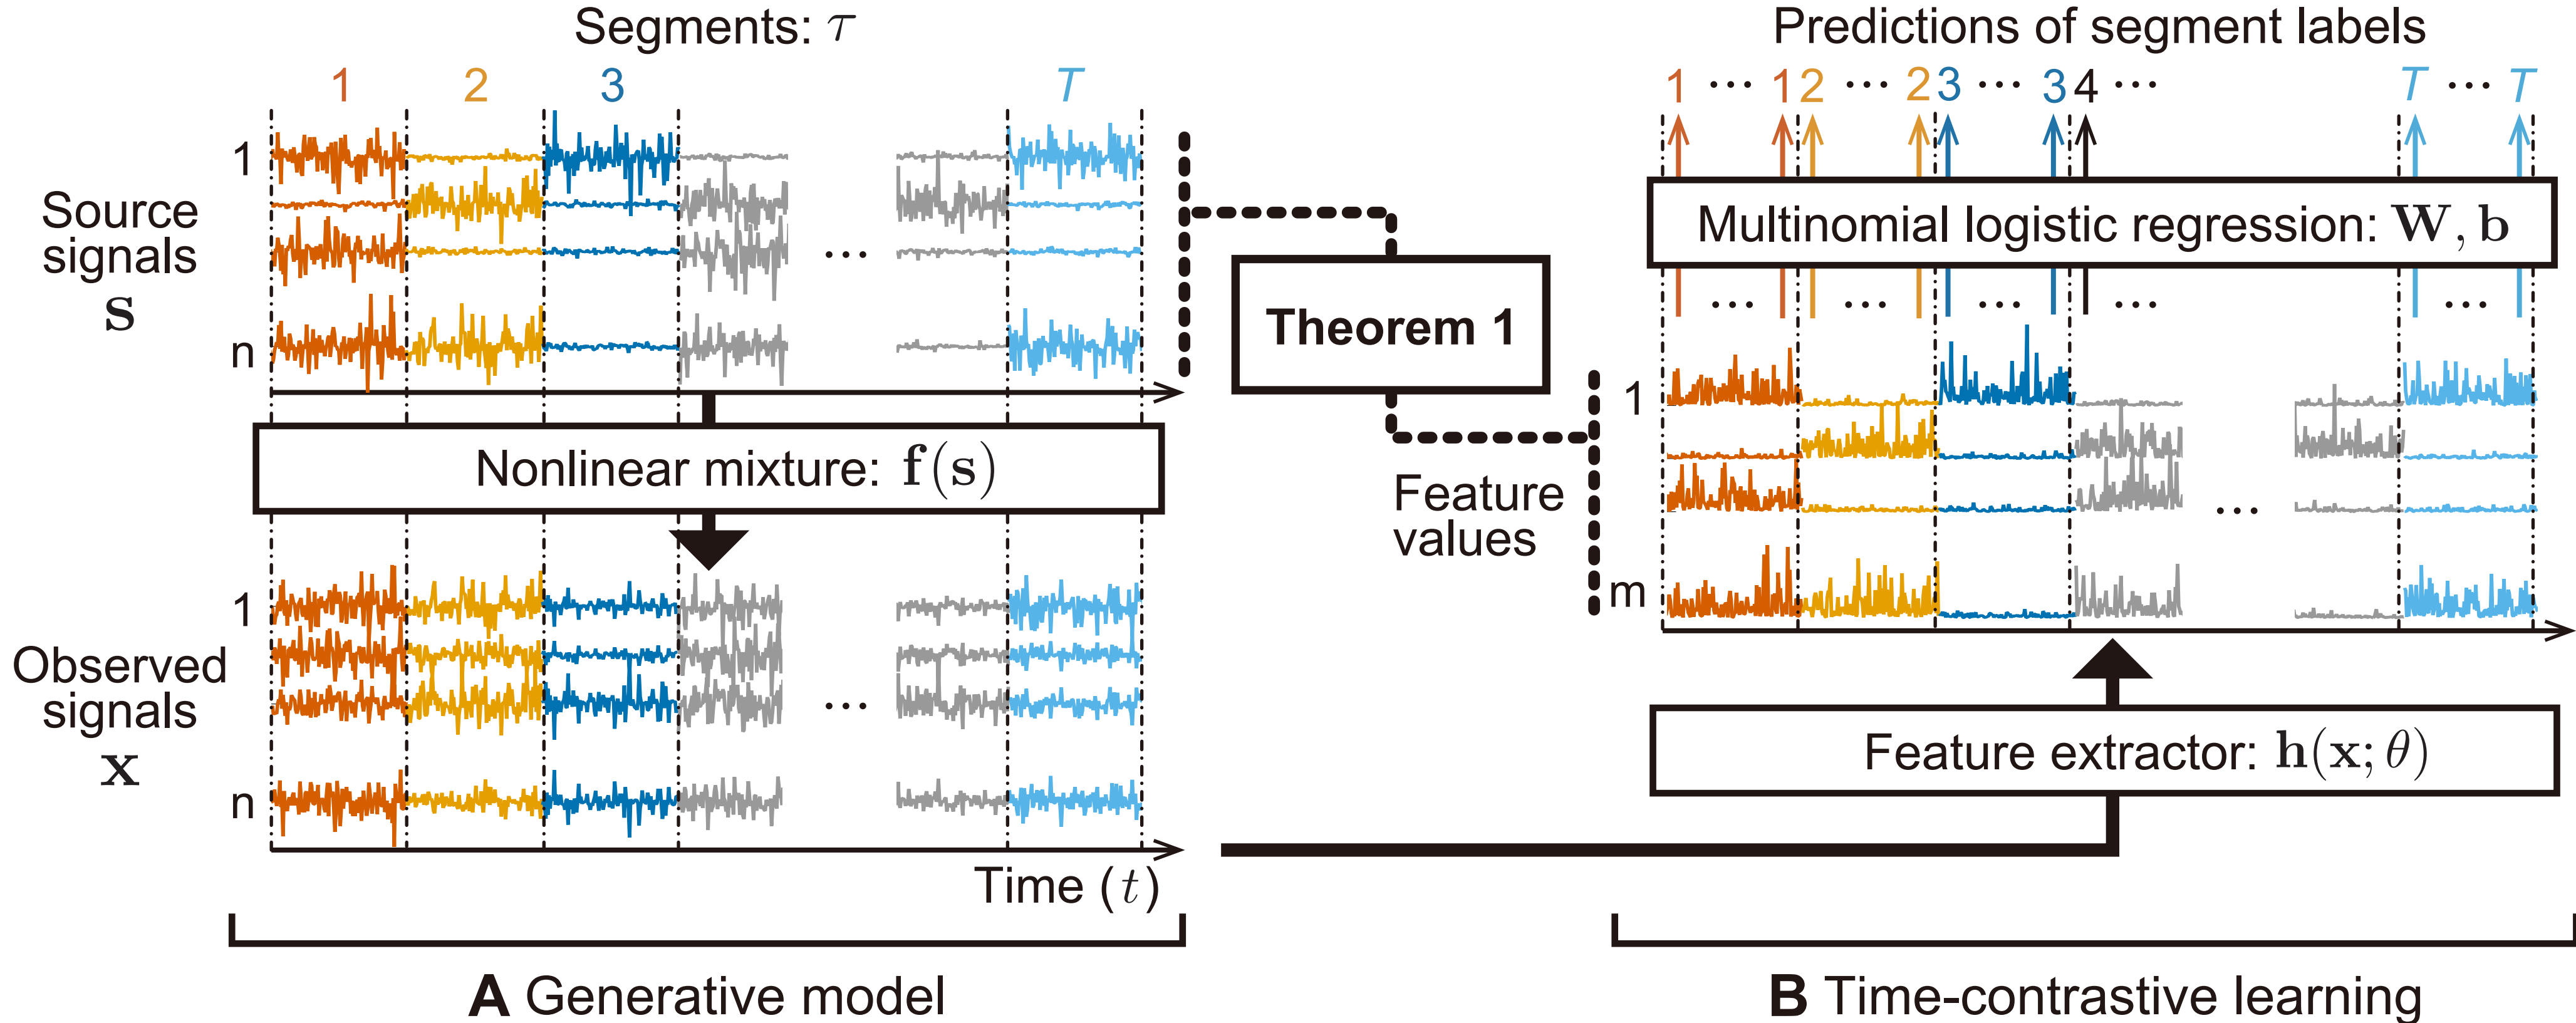 Segments: τ
1 2 3 T
Source
signals
s
1
n
Nonlinear mixture: f(s)
Observed
signals
x
1
n
...
...
Time (t)
A Generative model
Theorem 1
Feature
values
Predictions of segment labels
1 ... 1 2 ... 2 3 ... 3 4 ... T ... T
Multinomial logistic regression: W, b
... ... ... ... ...
1
...
m
Feature extractor: h(x; θ)
B Time-contrastive learning